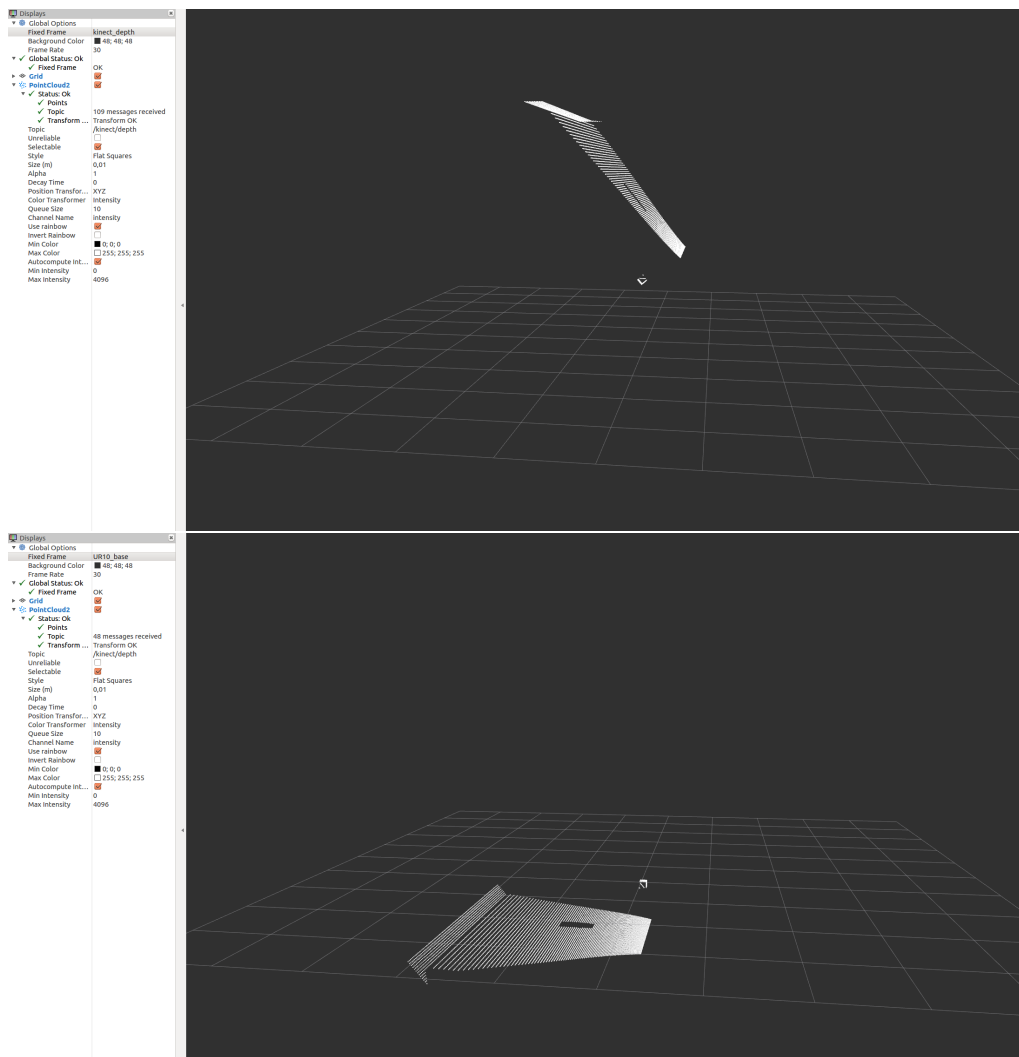 Displays
Global Options
Fixed Frame kinect_depth
Background Color 48; 48; 48
Frame Rate 30
Global Status: Ok
Fixed Frame OK
Grid
PointCloud2
Status: Ok
Points
Topic 109 messages received
Transform ... Transform OK
Topic /kinect/depth
Unreliable
Selectable
Style Flat Squares
Size (m) 0,01
Alpha 1
Decay Time 0
Position Transfor... XYZ
Color Transformer Intensity
Queue Size 10
Channel Name intensity
Use rainbow
Invert Rainbow
Min Color 0; 0; 0
Max Color 255; 255; 255
Autocompute Int...
Min Intensity 0
Max Intensity 4096
Displays
Global Options
Fixed Frame UR10_base
Background Color 48; 48; 48
Frame Rate 30
Global Status: Ok
Fixed Frame OK
Grid
PointCloud2
Status: Ok
Points
Topic 48 messages received
Transform ... Transform OK
Topic /kinect/depth
Unreliable
Selectable
Style Flat Squares
Size (m) 0,01
Alpha 1
Decay Time 0
Position Transfor... XYZ
Color Transformer Intensity
Queue Size 10
Channel Name intensity
Use rainbow
Invert Rainbow
Min Color 0; 0; 0
Max Color 255; 255; 255
Autocompute Int...
Min Intensity 0
Max Intensity 4096